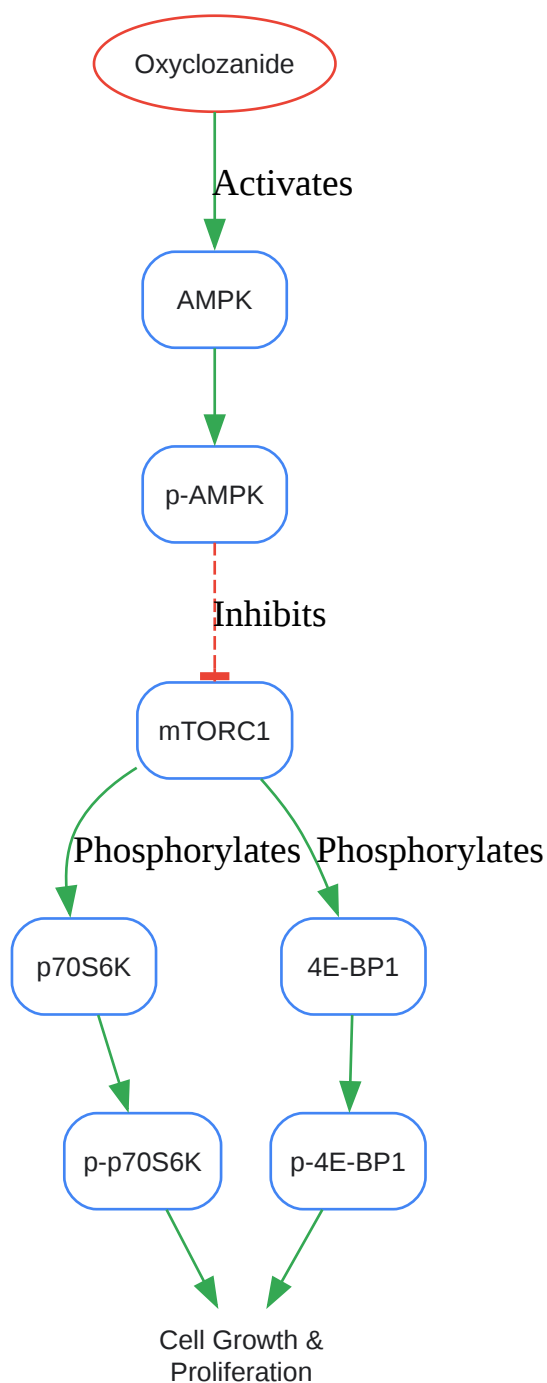 Oxyclozanide
Activates
AMPK
p-AMPK
Inhibits
mTORC1
Phosphorylates
Phosphorylates
p70S6K
4E-BP1
p-p70S6K
p-4E-BP1
Cell Growth &
Proliferation